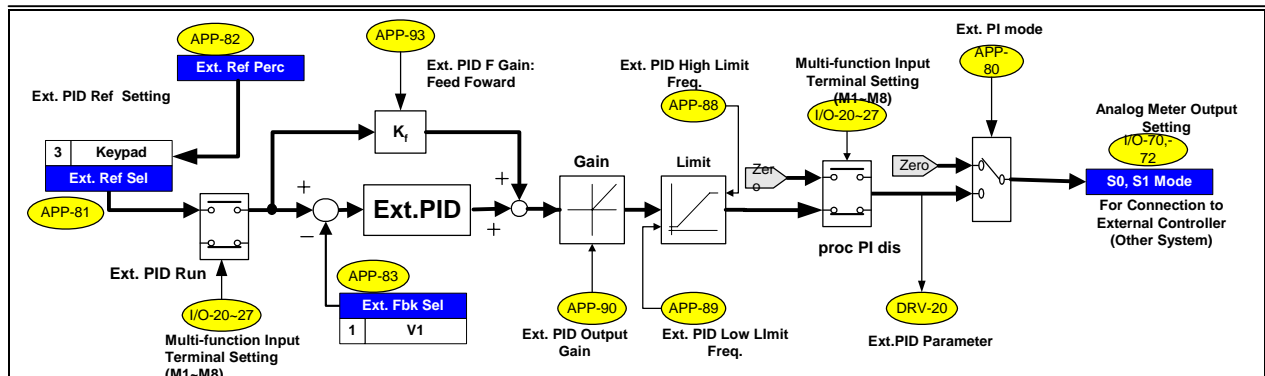 APP-82
Ext. Ref Perc
Ext. PID Ref Setting
3 Keypad
Ext. Ref Sel
APP-81
Ext. PID Run
I/O-20~27
Multi-function Input
Terminal Setting
(M1~M8)
APP-93
Ext. PID F Gain:
Feed Foward
Kf
+
−
Ext.PID
+
+
APP-83
Ext. Fbk Sel
1 V1
Gain
APP-90
Ext. PID Output
Gain
Ext. PID High Limit
Freq.
APP-88
Limit
APP-89
Ext. PID Low LImit
Freq.
Multi-function Input
Terminal Setting
(M1~M8)
I/O-20~27
Zer
o
proc PI dis
Ext. PI mode
APP-
80
Zero
DRV-20
Ext.PID Parameter
Analog Meter Output
Setting
I/O-70,-
72
S0, S1 Mode
For Connection to
External Controller
(Other System)